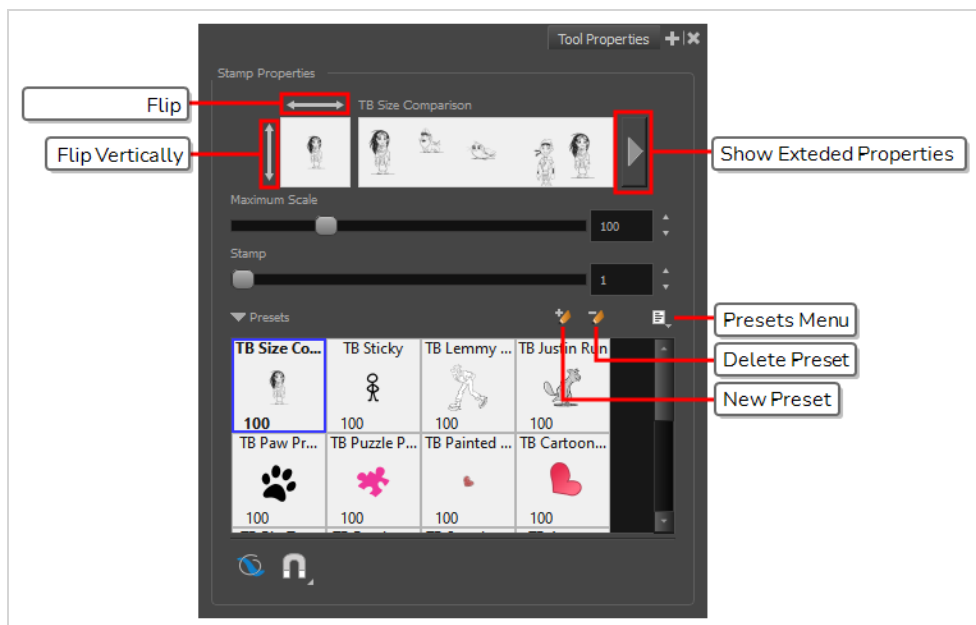 Tool Properties
Stamp Properties
Flip
TB Size Comparison
Flip Vertically
Show Exteded Properties
Maximum Scale
100
Stamp
1
Presets
Presets Menu
Delete Preset
New Preset
TB Size Co... TB Sticky TB Lemmy ... TB Justin Run
100 100 100 100
TB Paw Pr... TB Puzzle P... TB Painted ... TB Cartoon...
100 100 100 100